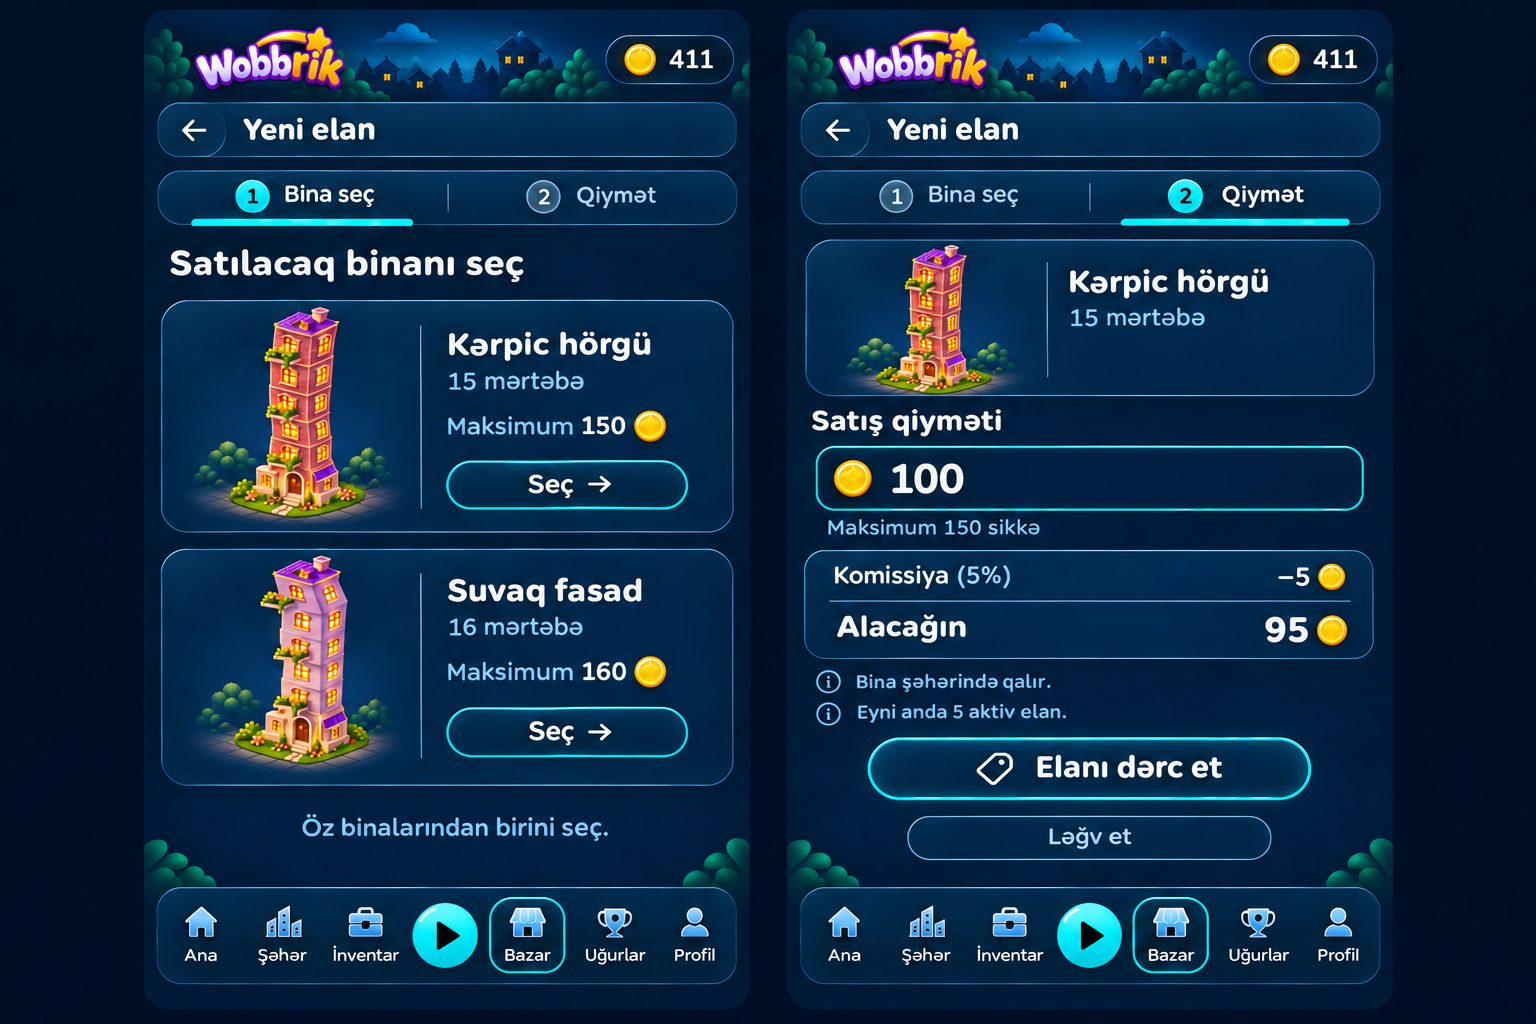 Wobbrik
411
Yeni elan
1 Bina seç
2 Qiymət
Satılacaq binanı seç
Kərpic hörgü
15 mərtəbə
Maksimum 150
Seç →
Suvaq fasad
16 mərtəbə
Maksimum 160
Seç →
Öz binalarından birini seç.
Ana
Şəhər
İnventar
Bazar
Uğurlar
Profil
Wobbrik
411
Yeni elan
1 Bina seç
2 Qiymət
Kərpic hörgü
15 mərtəbə
Satış qiyməti
100
Maksimum 150 sikkə
Komissiya (5%) −5
Alacağın 95
Bina şəhərində qalır.
Eyni anda 5 aktiv elan.
Elanı dərc et
Ləğv et
Ana
Şəhər
İnventar
Bazar
Uğurlar
Profil